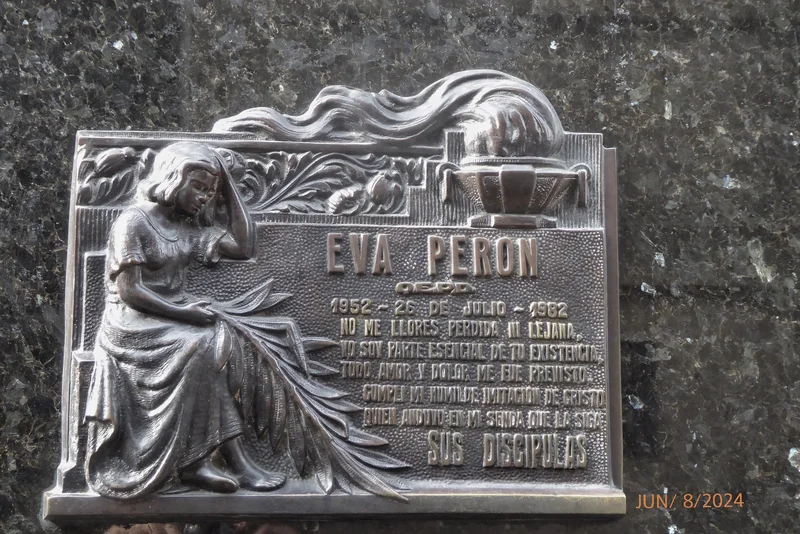 EVA PERON
Q.E.P.D.
1952 - 26 DE JULIO - 1982
NO ME LLORES PERDIDA NI LEJANA,
YO SOY PARTE ESENCIAL DE TU EXISTENCIA,
TODO AMOR Y DOLOR ME FUE PREVISTO
CUMPLI MI HUMILDE IMITACION DE CRISTO
QUIEN ANDUVO EN MI SENDA QUE LA SIGA
SUS DISCIPULAS
JUN/ 8/2024